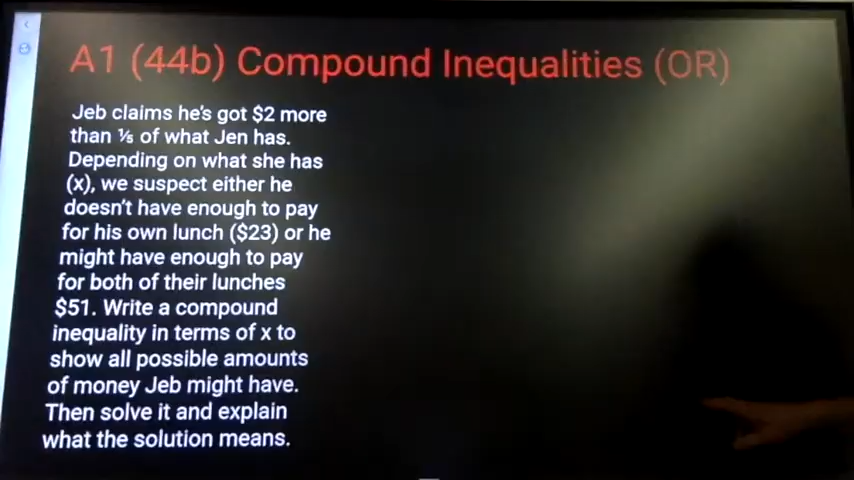 A1 (44b) Compound Inequalities (OR)
Jeb claims he's got $2 more
than ⅕ of what Jen has.
Depending on what she has
(x), we suspect either he
doesn't have enough to pay
for his own lunch ($23) or he
might have enough to pay
for both of their lunches
$51. Write a compound
inequality in terms of x to
show all possible amounts
of money Jeb might have.
Then solve it and explain
what the solution means.